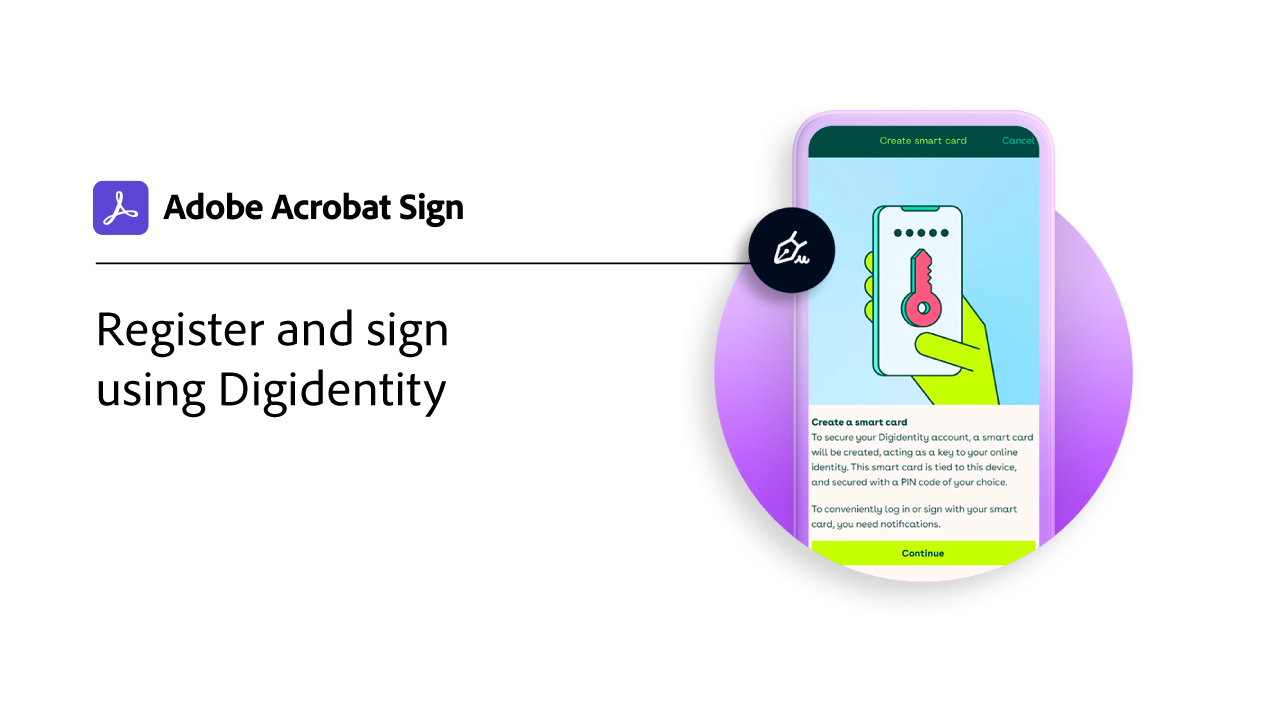 Adobe Acrobat Sign
Register and sign
using Digidentity
Create smart card
Cancel
Create a smart card
To secure your Digidentity account, a smart card
will be created, acting as a key to your online
identity. This smart card is tied to this device,
and secured with a PIN code of your choice.
To conveniently log in or sign with your smart
card, you need notifications.
Continue